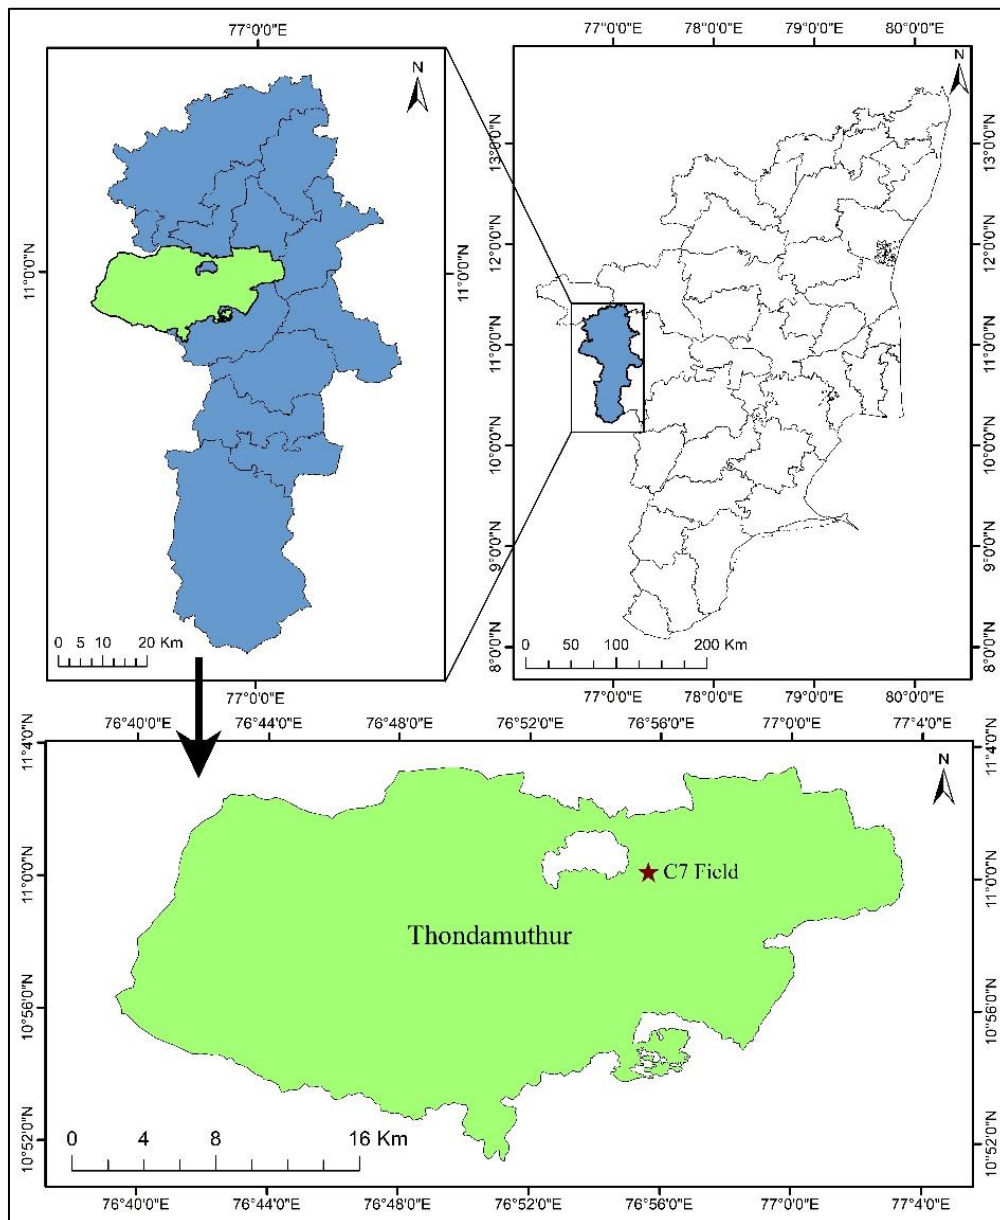 77°0'0"E
N
11°0'0"N
11°0'0"N
0 5 10 20 Km
77°0'0"E
77°0'0"E 78°0'0"E 79°0'0"E 80°0'0"E
N
13°0'0"N
12°0'0"N
11°0'0"N
10°0'0"N
9°0'0"N
8°0'0"N
13°0'0"N
12°0'0"N
11°0'0"N
10°0'0"N
9°0'0"N
8°0'0"N
0 50 100 200 Km
77°0'0"E 78°0'0"E 79°0'0"E 80°0'0"E
76°40'0"E 76°44'0"E 76°48'0"E 76°52'0"E 76°56'0"E 77°0'0"E 77°4'0"E
N
11°4'0"N
11°0'0"N
10°56'0"N
10°52'0"N
11°4'0"N
11°0'0"N
10°56'0"N
10°52'0"N
C7 Field
Thondamuthur
0 4 8 16 Km
76°40'0"E 76°44'0"E 76°48'0"E 76°52'0"E 76°56'0"E 77°0'0"E 77°4'0"E